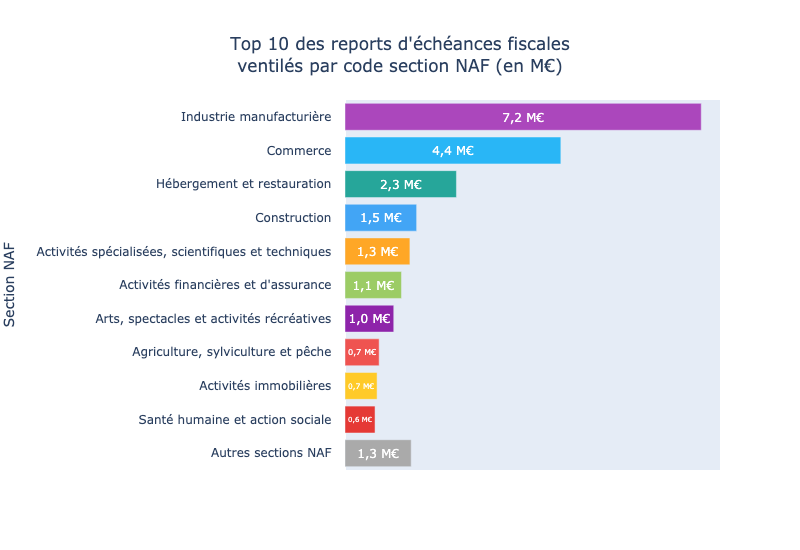 Top 10 des reports d'échéances fiscales
ventilés par code section NAF (en M€)
Section NAF
Industrie manufacturière 7,2 M€
Commerce 4,4 M€
Hébergement et restauration 2,3 M€
Construction 1,5 M€
Activités spécialisées, scientifiques et techniques 1,3 M€
Activités financières et d'assurance 1,1 M€
Arts, spectacles et activités récréatives 1,0 M€
Agriculture, sylviculture et pêche 0,7 M€
Activités immobilières 0,7 M€
Santé humaine et action sociale 0,6 M€
Autres sections NAF 1,3 M€